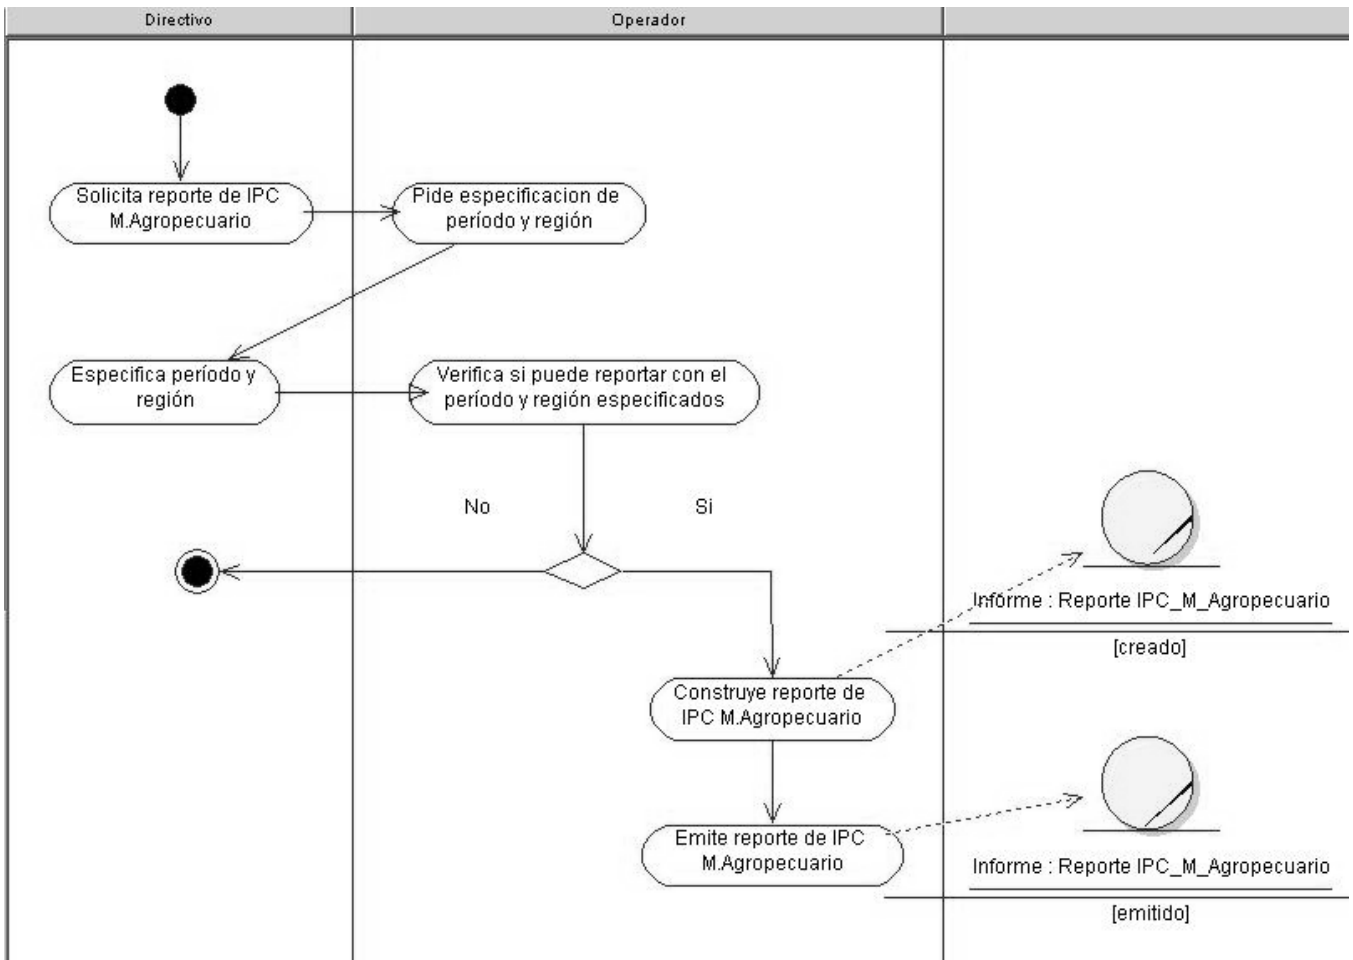 Directivo
Operador
Solicita reporte de IPC
M.Agropecuario
Pide especificacion de
período y región
Especifica período y
región
Verifica si puede reportar con el
período y región especificados
No
Si
Informe : Reporte IPC_M_Agropecuario
[creado]
Construye reporte de
IPC M.Agropecuario
Emite reporte de IPC
M.Agropecuario
Informe : Reporte IPC_M_Agropecuario
[emitido]